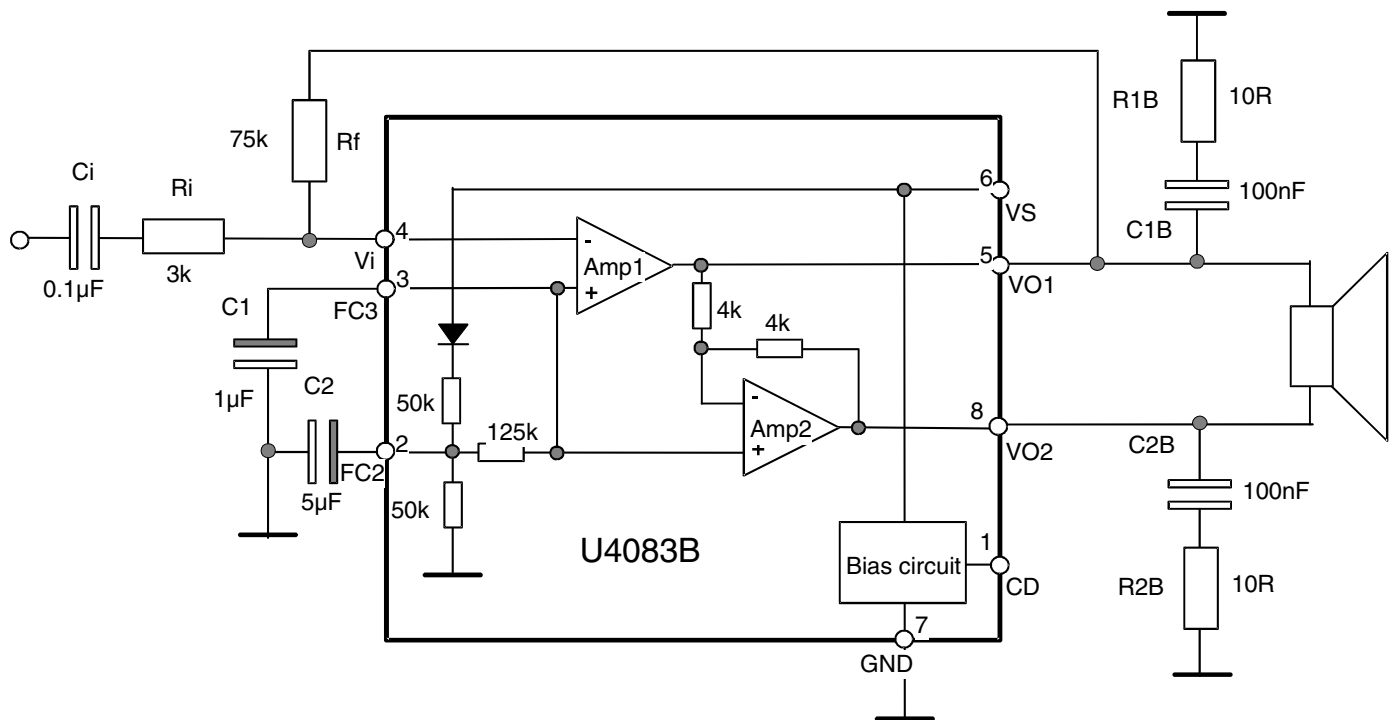 R1B
10R
75k
Rf
Ci
Ri
6
VS
100nF
C1B
4
Vi
-
Amp1
+
5
VO1
0.1µF
3k
3
FC3
C1
4k
4k
1µF
C2
50k
125k
-
Amp2
+
8
VO2
C2B
2
FC2
5µF
50k
100nF
U4083B
1
Bias circuit
CD
R2B
10R
7
GND